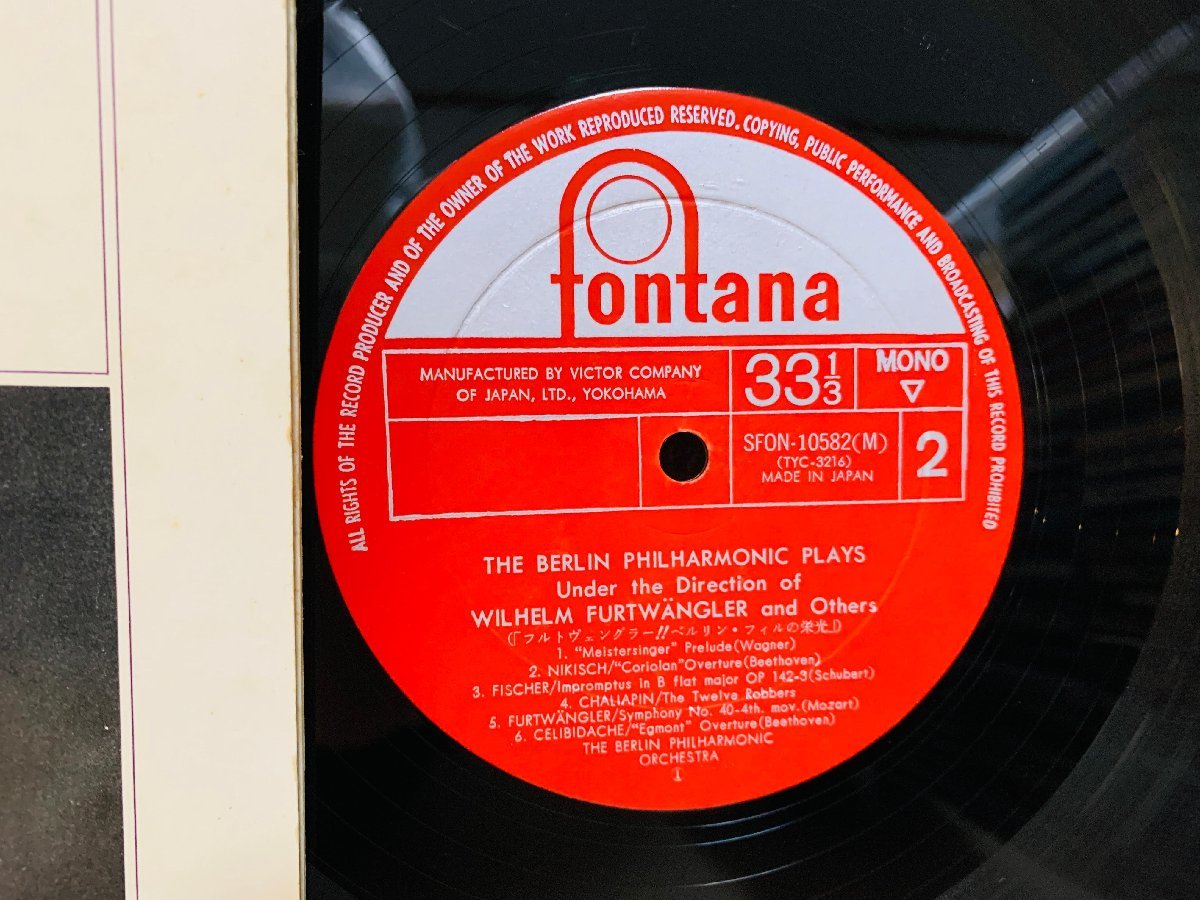 ALL RIGHTS OF THE RECORD PRODUCER AND OF THE OWNER OF THE WORK REPRODUCED RESERVED. COPYING, PUBLIC PERFORMANCE AND BROADCASTING OF THIS RECORD PROHIBITED
fontana
MANUFACTURED BY VICTOR COMPANY
OF JAPAN, LTD., YOKOHAMA
33 1/3
MONO
▽
SFON-10582(M)
(TYC-3216)
MADE IN JAPAN
2
THE BERLIN PHILHARMONIC PLAYS
Under the Direction of
WILHELM FURTWÄNGLER and Others
(「フルトヴェングラー!!ベルリン・フィルの栄光」)
1. "Meistersinger" Prelude(Wagner)
2. NIKISCH/"Coriolan"Overture(Beethoven)
3. FISCHER/Impromptus in B flat major OP 142-3(Schubert)
4. CHALIAPIN/The Twelve Robbers
5. FURTWÄNGLER/Symphony No. 40-4th. mov.(Mozart)
6. CELIBIDACHE/"Egmont" Overture(Beethoven)
THE BERLIN PHILHARMONIC
ORCHESTRA
①